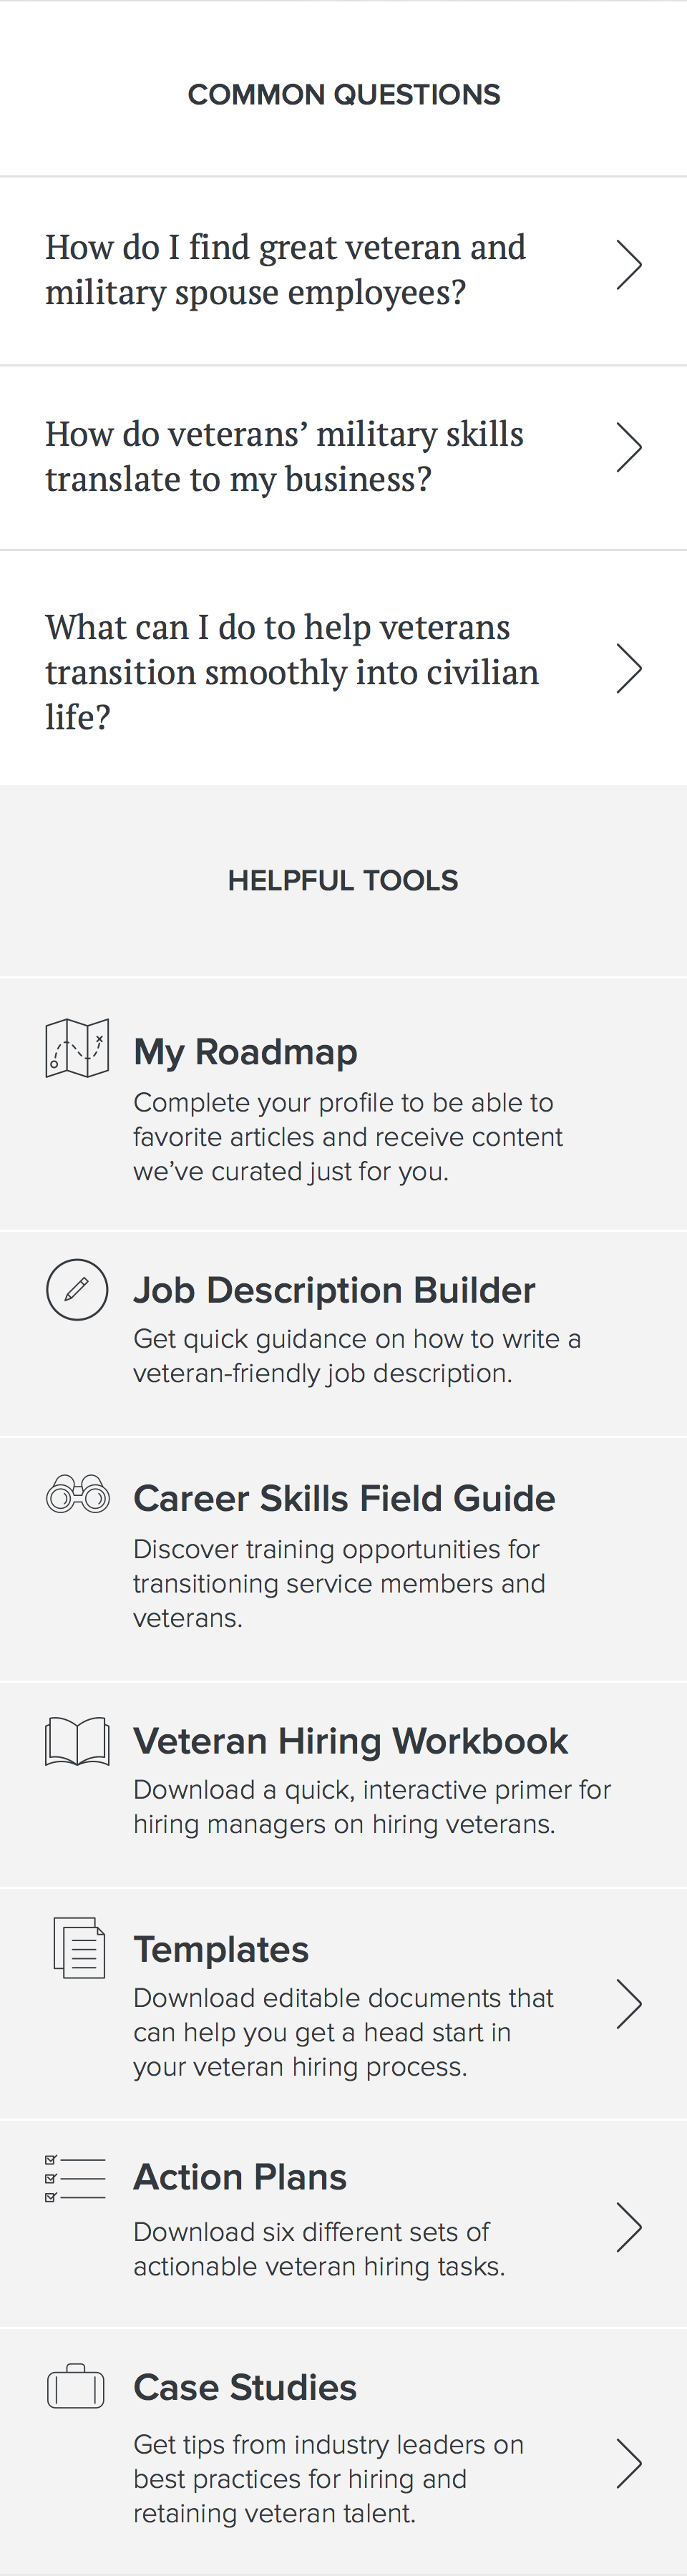 COMMON QUESTIONS
How do I find great veteran and
military spouse employees?
How do veterans’ military skills
translate to my business?
What can I do to help veterans
transition smoothly into civilian
life?
HELPFUL TOOLS
My Roadmap
Complete your profile to be able to
favorite articles and receive content
we’ve curated just for you.
Job Description Builder
Get quick guidance on how to write a
veteran-friendly job description.
Career Skills Field Guide
Discover training opportunities for
transitioning service members and
veterans.
Veteran Hiring Workbook
Download a quick, interactive primer for
hiring managers on hiring veterans.
Templates
Download editable documents that
can help you get a head start in
your veteran hiring process.
Action Plans
Download six different sets of
actionable veteran hiring tasks.
Case Studies
Get tips from industry leaders on
best practices for hiring and
retaining veteran talent.